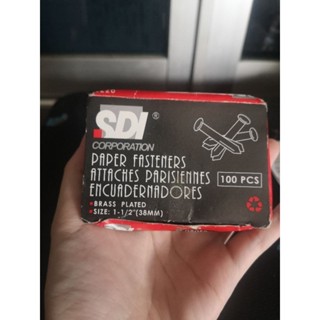 SDI®
CORPORATION
PAPER FASTENERS
ATTACHES PARISIENNES
ENCUADERNADORES
100 PCS
•BRASS PLATED
•SIZE: 1-1/2"(38MM)